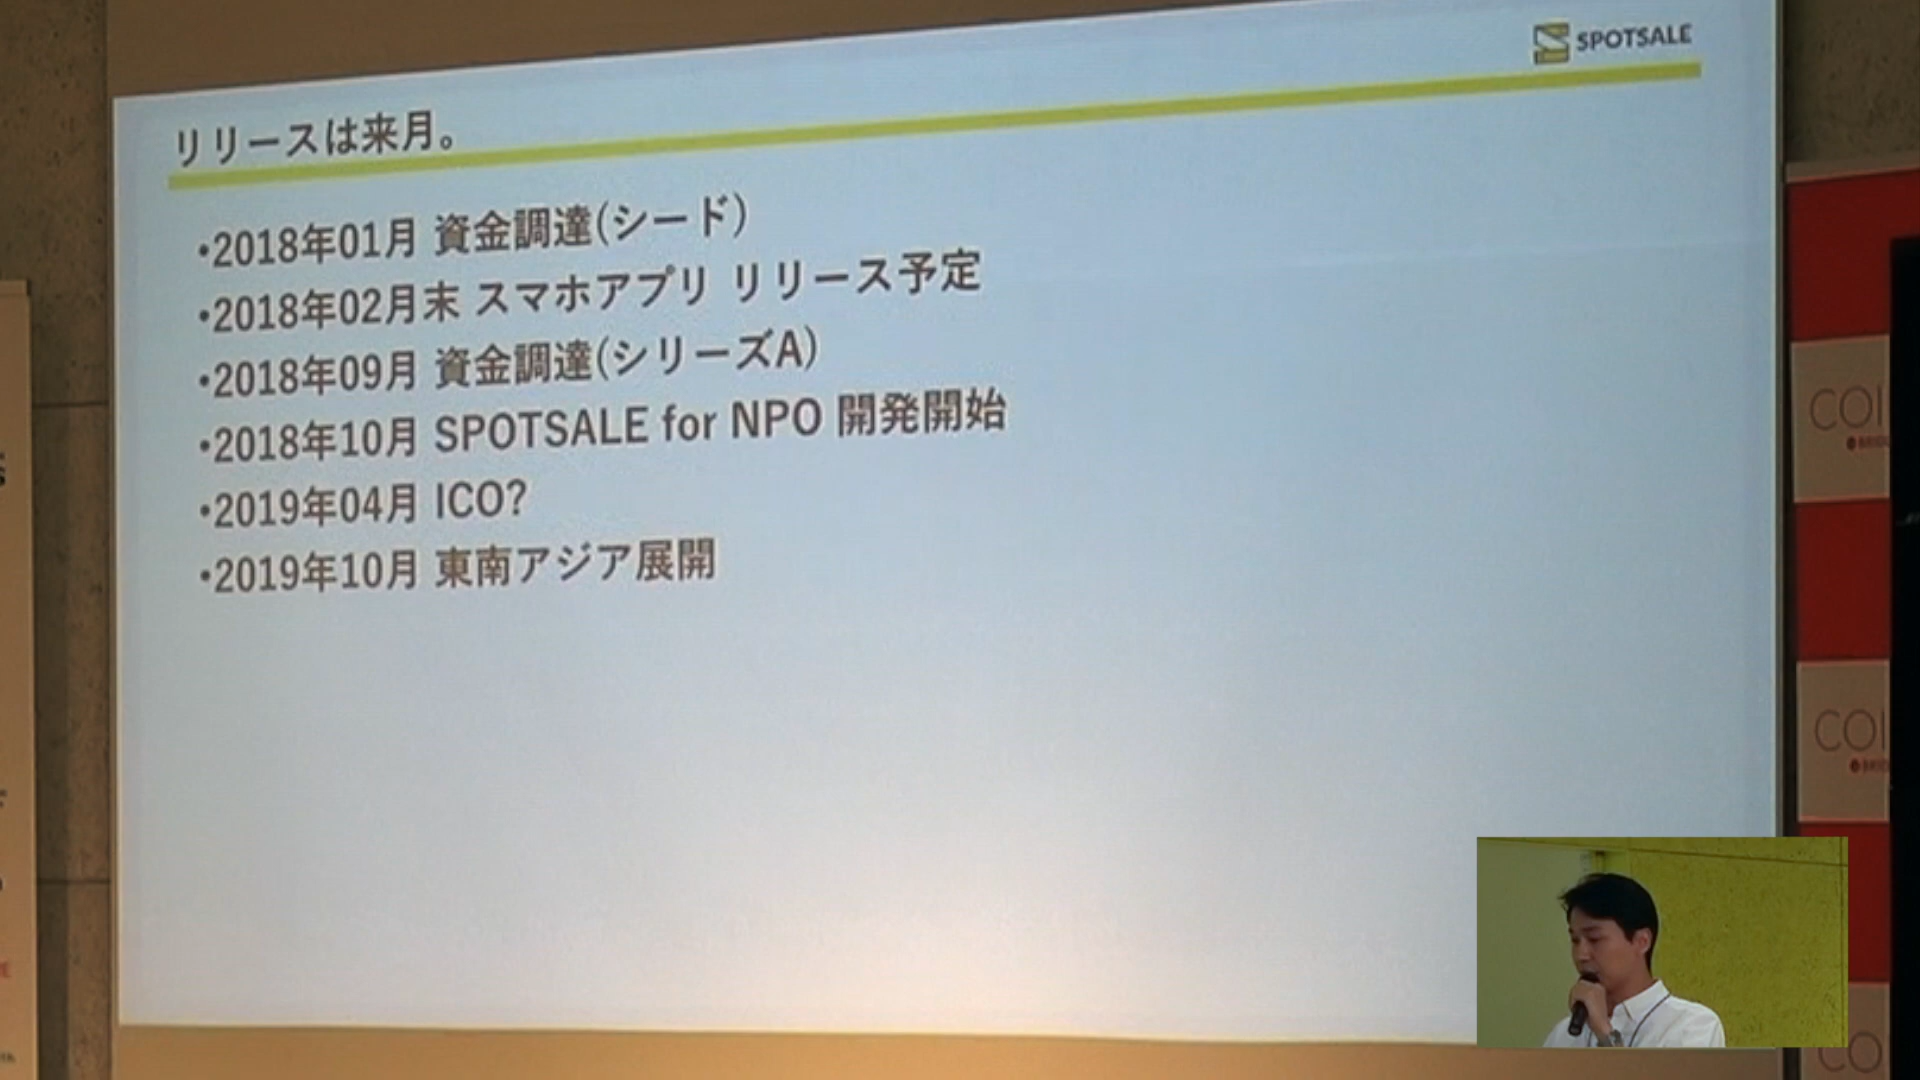 SPOTSALE
リリースは来月。
•2018年01月 資金調達(シード)
•2018年02月末 スマホアプリ リリース予定
•2018年09月 資金調達(シリーズA)
•2018年10月 SPOTSALE for NPO 開発開始
•2019年04月 ICO?
•2019年10月 東南アジア展開
COI
COI
CO